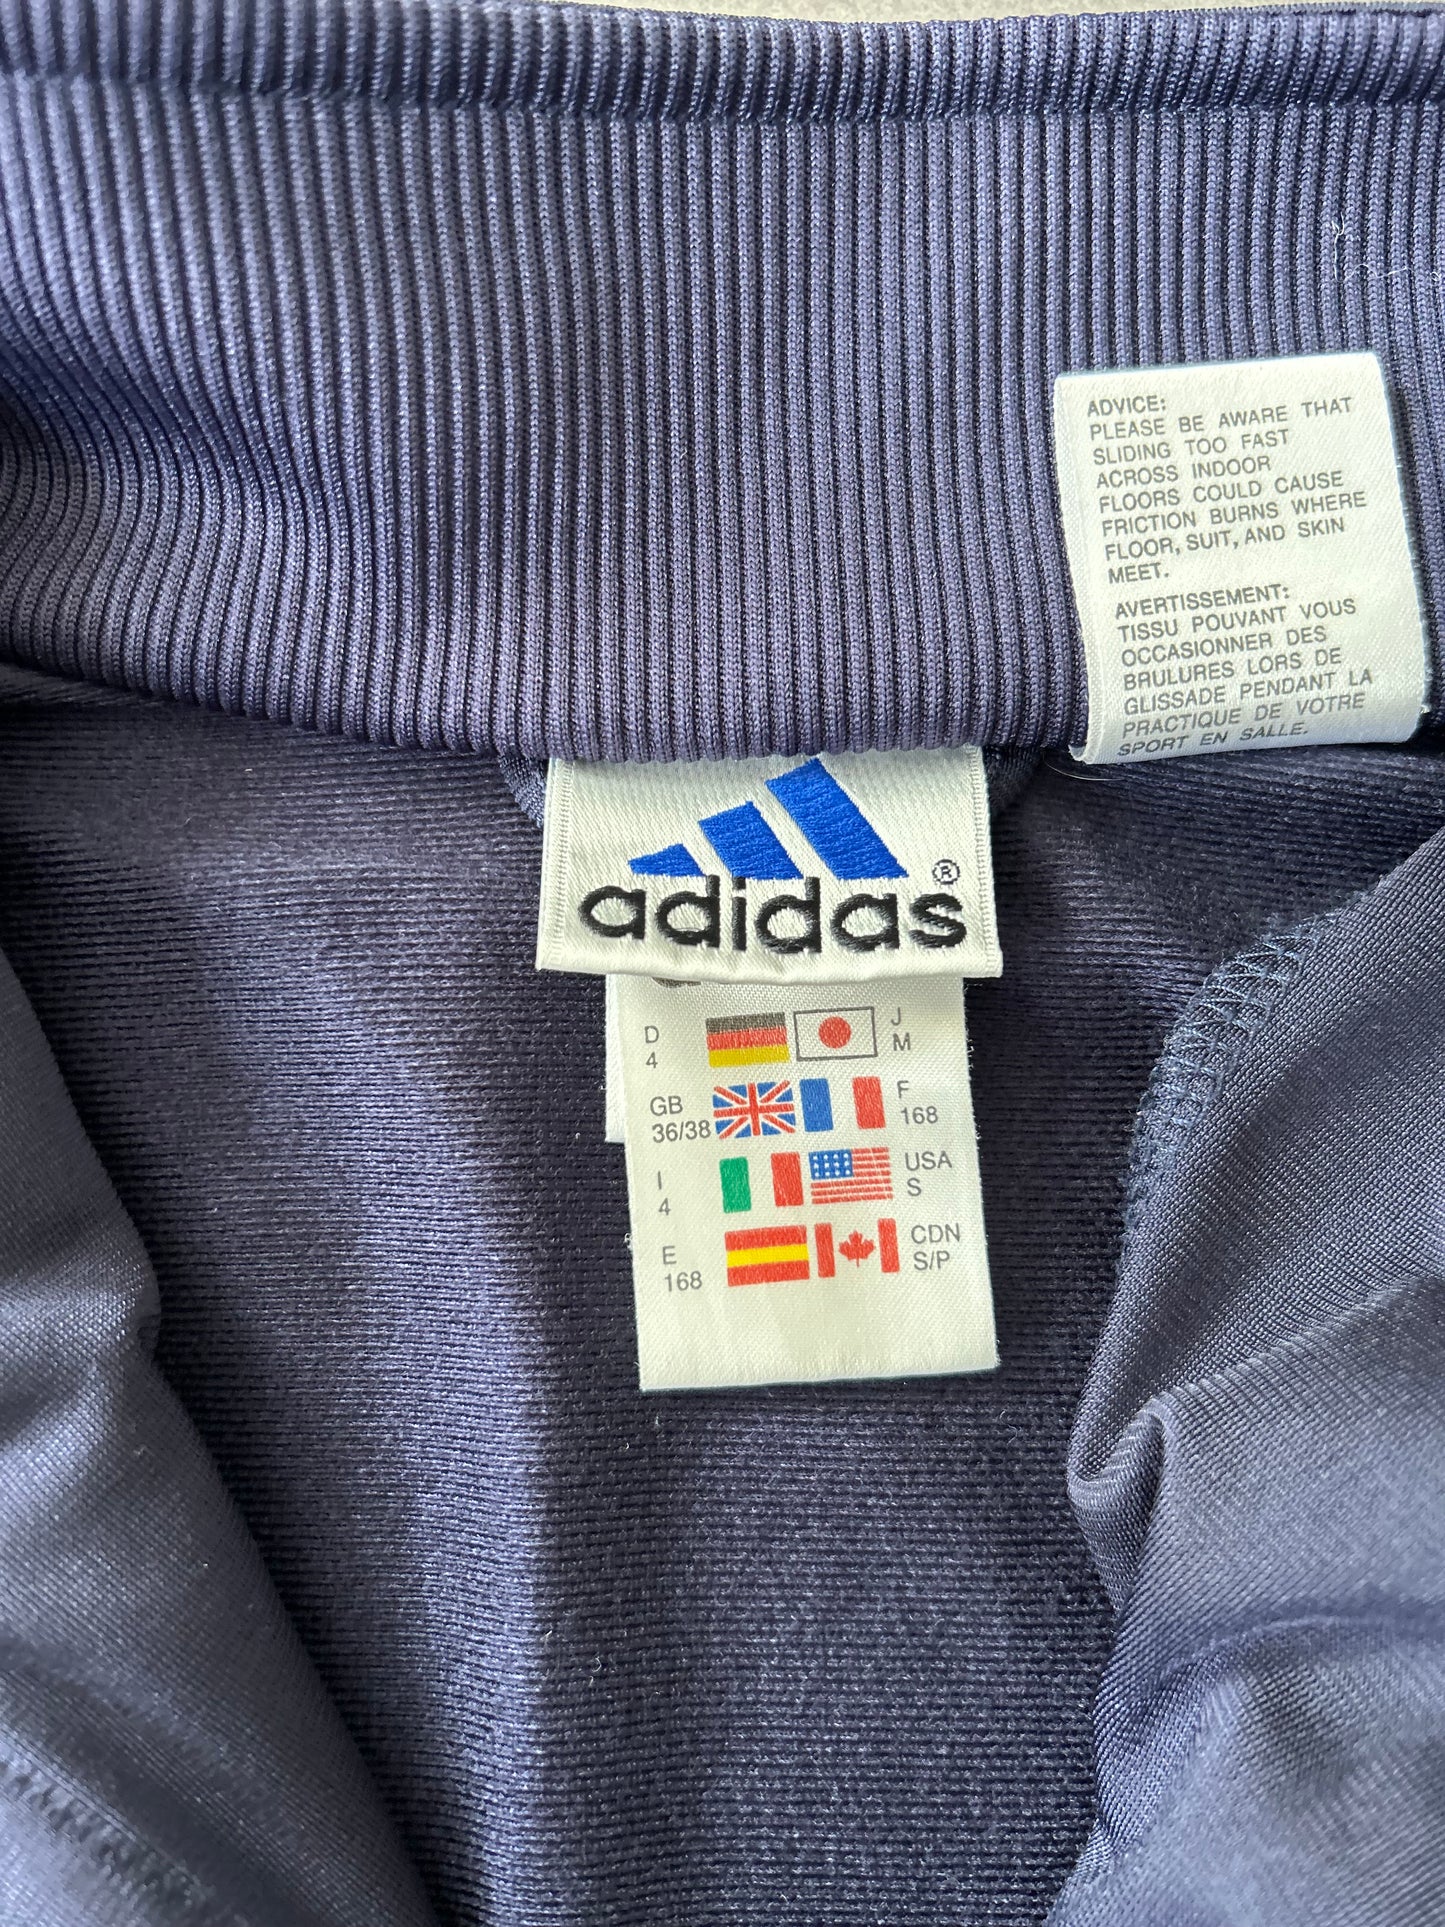 ADVICE:
PLEASE BE AWARE THAT
SLIDING TOO FAST
ACROSS INDOOR
FLOORS COULD CAUSE
FRICTION BURNS WHERE
FLOOR, SUIT, AND SKIN
MEET.
AVERTISSEMENT:
TISSU POUVANT VOUS
OCCASIONNER DES
BRULURES LORS DE
GLISSADE PENDANT LA
PRACTIQUE DE VOTRE
SPORT EN SALLE.
adidas®
D J
4 M
GB F
36/38 168
I USA
4 S
E CDN
168 S/P